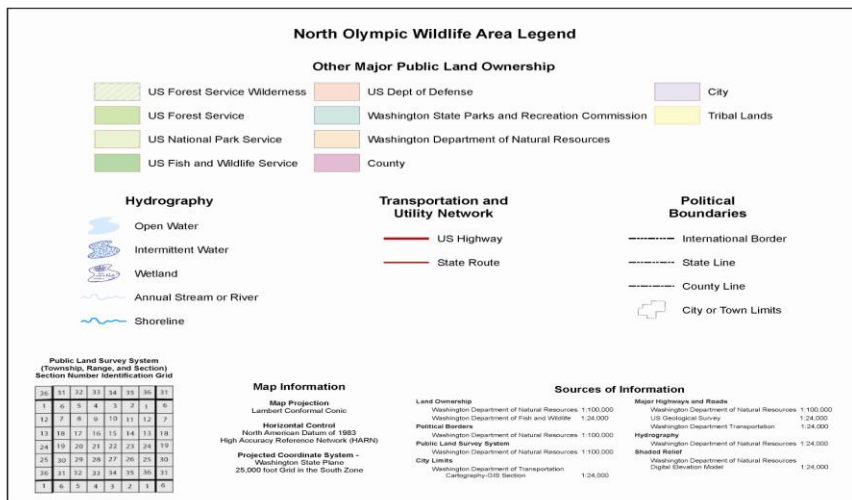 North Olympic Wildlife Area Legend
Other Major Public Land Ownership
US Forest Service Wilderness
US Forest Service
US National Park Service
US Fish and Wildlife Service
US Dept of Defense
Washington State Parks and Recreation Commission
Washington Department of Natural Resources
County
City
Tribal Lands
Hydrography
Open Water
Intermittent Water
Wetland
Annual Stream or River
Shoreline
Transportation and
Utility Network
US Highway
State Route
Political
Boundaries
International Border
State Line
County Line
City or Town Limits
Public Land Survey System
(Township, Range, and Section)
Section Number Identification Grid
36 31 32 33 34 35 36 31
1 6 5 4 3 2 1 6
12 7 8 9 10 11 12 7
13 18 17 16 15 14 13 18
24 19 20 21 22 23 24 19
25 30 29 28 27 26 25 30
36 31 32 33 34 35 36 31
1 6 5 4 3 2 1 6
Map Information
Map Projection
Lambert Conformal Conic
Horizontal Control
North American Datum of 1983
High Accuracy Reference Network (HARN)
Projected Coordinate System -
Washington State Plane
25,000 foot Grid in the South Zone
Sources of Information
Land Ownership
Washington Department of Natural Resources 1:100,000
Washington Department of Fish and Wildlife 1:24,000
Political Borders
Washington Department of Natural Resources 1:100,000
Public Land Survey System
Washington Department of Natural Resources 1:100,000
City Limits
Washington Department of Transportation
Cartography-GIS Section 1:24,000
Major Highways and Roads
Washington Department of Natural Resources 1:100,000
US Geological Survey 1:24,000
Washington Department Transportation 1:24,000
Hydrography
Washington Department of Natural Resources 1:24,000
Shaded Relief
Washington Department of Natural Resources
Digital Elevation Model 1:24,000